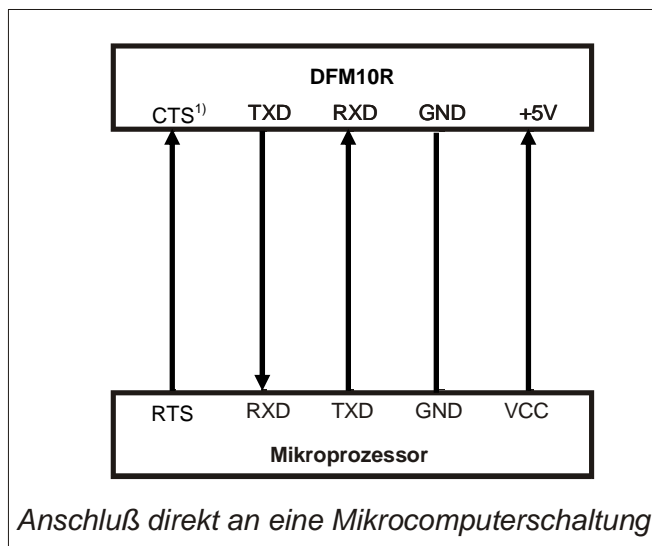 DFM10R
CTS¹⁾ TXD RXD GND +5V
RTS RXD TXD GND VCC
Mikroprozessor
Anschluß direkt an eine Mikrocomputerschaltung